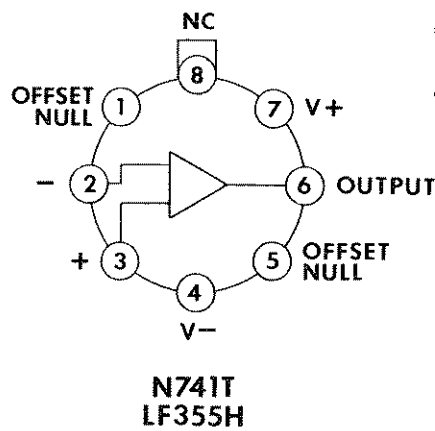 NC
8
OFFSET
NULL
1
7
V+
−
2
6
OUTPUT
+
3
5
OFFSET
NULL
4
V−
N741T
LF355H